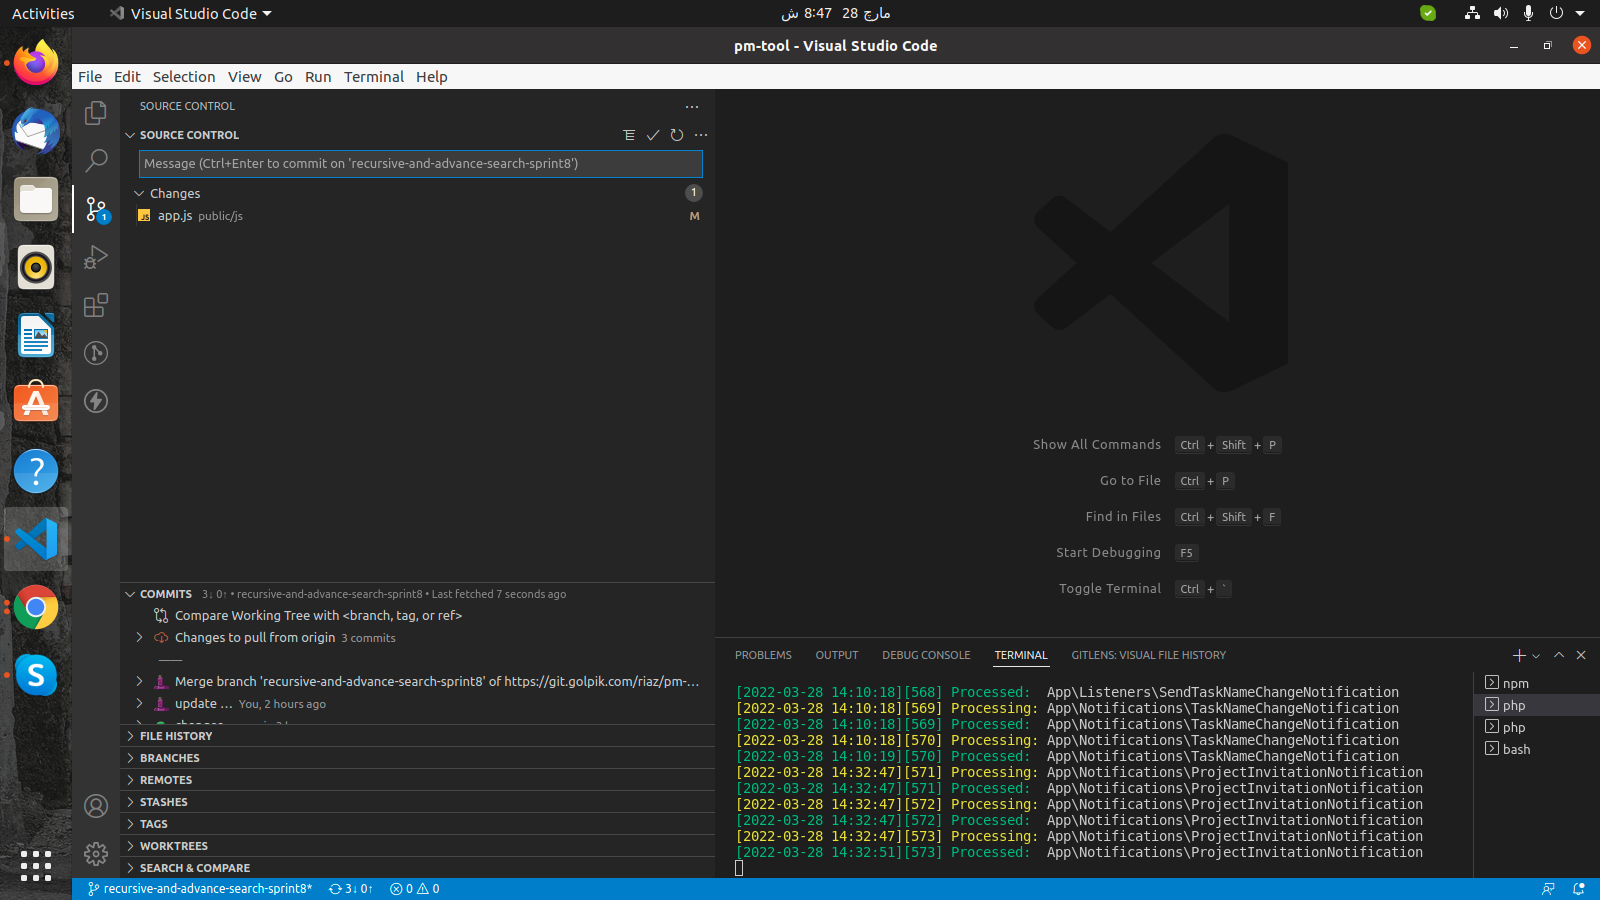 Activities
Visual Studio Code
28 مارچ 8:47 ش
pm-tool - Visual Studio Code
File Edit Selection View Go Run Terminal Help
SOURCE CONTROL
SOURCE CONTROL
Message (Ctrl+Enter to commit on 'recursive-and-advance-search-sprint8')
Changes 1
JS app.js public/js M
1
Show All Commands Ctrl + Shift + P
Go to File Ctrl + P
Find in Files Ctrl + Shift + F
Start Debugging F5
Toggle Terminal Ctrl + `
COMMITS 3↓ 0↑ • recursive-and-advance-search-sprint8 • Last fetched 7 seconds ago
Compare Working Tree with <branch, tag, or ref>
Changes to pull from origin 3 commits
Merge branch 'recursive-and-advance-search-sprint8' of https://git.golpik.com/riaz/pm-...
update ... You, 2 hours ago
FILE HISTORY
BRANCHES
REMOTES
STASHES
TAGS
WORKTREES
SEARCH & COMPARE
PROBLEMS OUTPUT DEBUG CONSOLE TERMINAL GITLENS: VISUAL FILE HISTORY
[2022-03-28 14:10:18][568] Processed: App\Listeners\SendTaskNameChangeNotification
[2022-03-28 14:10:18][569] Processing: App\Notifications\TaskNameChangeNotification
[2022-03-28 14:10:18][569] Processed: App\Notifications\TaskNameChangeNotification
[2022-03-28 14:10:18][570] Processing: App\Notifications\TaskNameChangeNotification
[2022-03-28 14:10:19][570] Processed: App\Notifications\TaskNameChangeNotification
[2022-03-28 14:32:47][571] Processing: App\Notifications\ProjectInvitationNotification
[2022-03-28 14:32:47][571] Processed: App\Notifications\ProjectInvitationNotification
[2022-03-28 14:32:47][572] Processing: App\Notifications\ProjectInvitationNotification
[2022-03-28 14:32:47][572] Processed: App\Notifications\ProjectInvitationNotification
[2022-03-28 14:32:47][573] Processing: App\Notifications\ProjectInvitationNotification
[2022-03-28 14:32:51][573] Processed: App\Notifications\ProjectInvitationNotification
npm
php
php
bash
recursive-and-advance-search-sprint8* 3↓ 0↑ 0 0